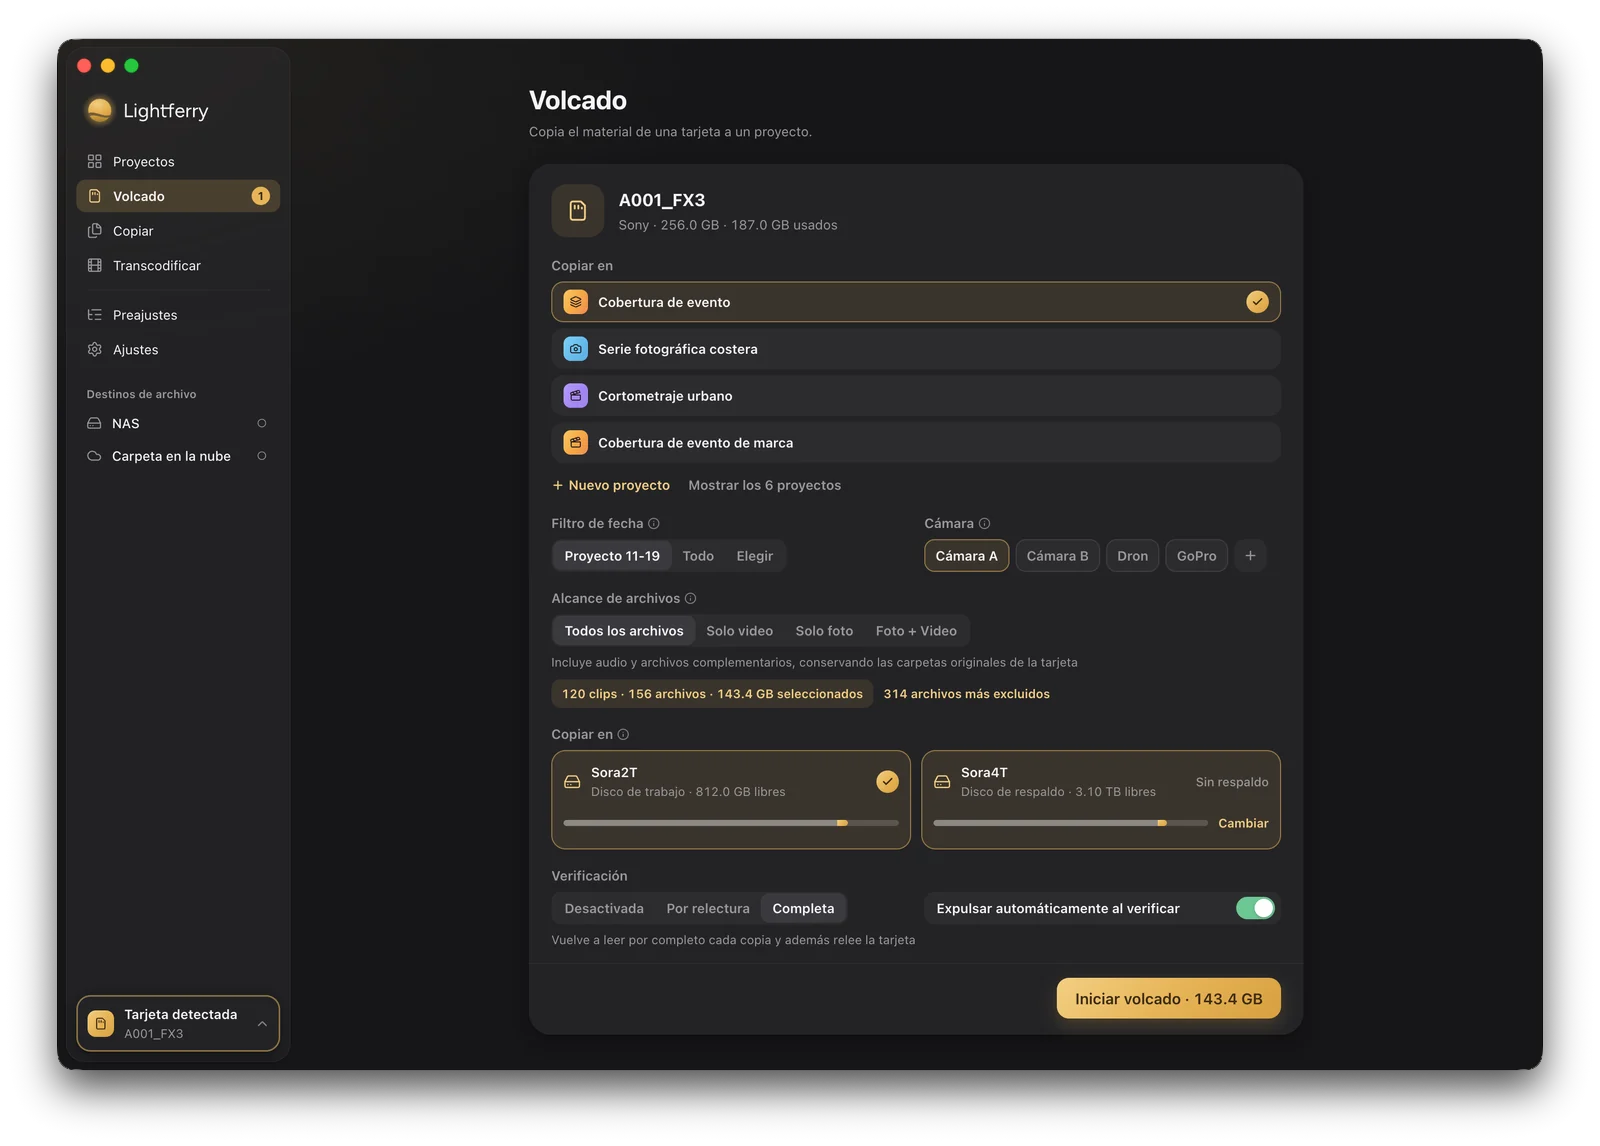 Lightferry
Proyectos
Volcado 1
Copiar
Transcodificar
Preajustes
Ajustes
Destinos de archivo
NAS
Carpeta en la nube
Tarjeta detectada
A001_FX3
Volcado
Copia el material de una tarjeta a un proyecto.
A001_FX3
Sony · 256.0 GB · 187.0 GB usados
Copiar en
Cobertura de evento
Serie fotográfica costera
Cortometraje urbano
Cobertura de evento de marca
+ Nuevo proyecto Mostrar los 6 proyectos
Filtro de fecha
Proyecto 11-19 Todo Elegir
Cámara
Cámara A Cámara B Dron GoPro +
Alcance de archivos
Todos los archivos Solo video Solo foto Foto + Video
Incluye audio y archivos complementarios, conservando las carpetas originales de la tarjeta
120 clips · 156 archivos · 143.4 GB seleccionados 314 archivos más excluidos
Copiar en
Sora2T
Disco de trabajo · 812.0 GB libres
Sora4T
Disco de respaldo · 3.10 TB libres
Sin respaldo
Cambiar
Verificación
Desactivada Por relectura Completa
Expulsar automáticamente al verificar
Vuelve a leer por completo cada copia y además relee la tarjeta
Iniciar volcado · 143.4 GB